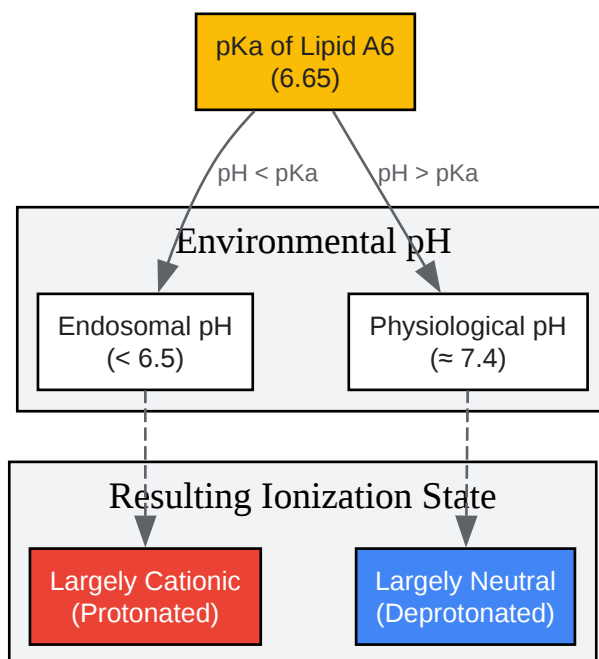 pKa of Lipid A6
(6.65)
pH < pKa
pH > pKa
Environmental pH
Endosomal pH
(< 6.5)
Physiological pH
(≈ 7.4)
Resulting Ionization State
Largely Cationic
(Protonated)
Largely Neutral
(Deprotonated)